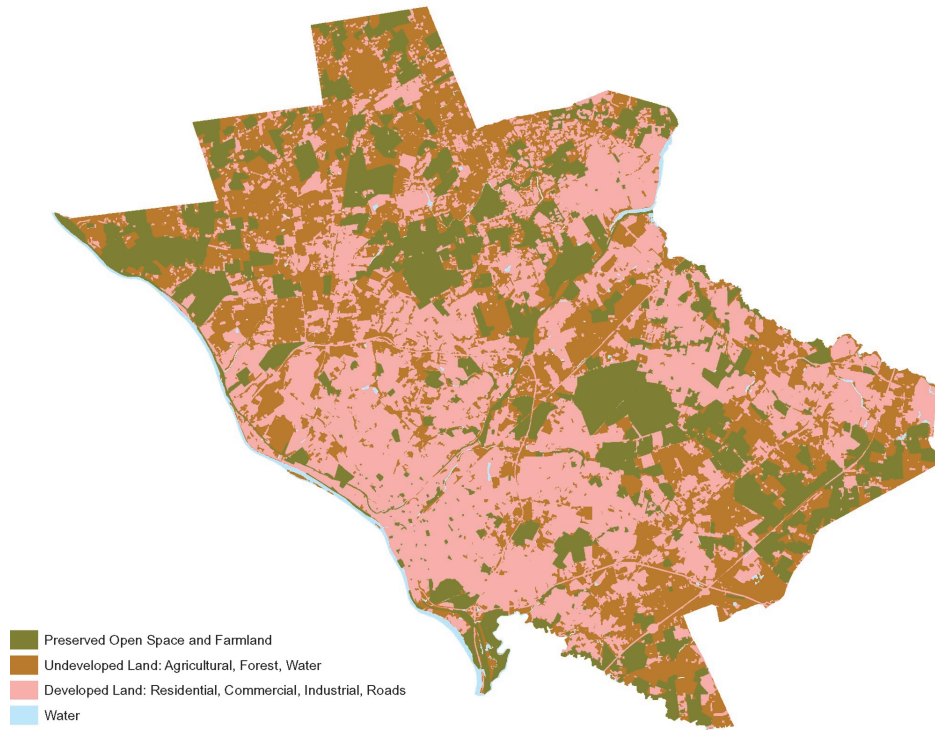 Preserved Open Space and Farmland
Undeveloped Land: Agricultural, Forest, Water
Developed Land: Residential, Commercial, Industrial, Roads
Water